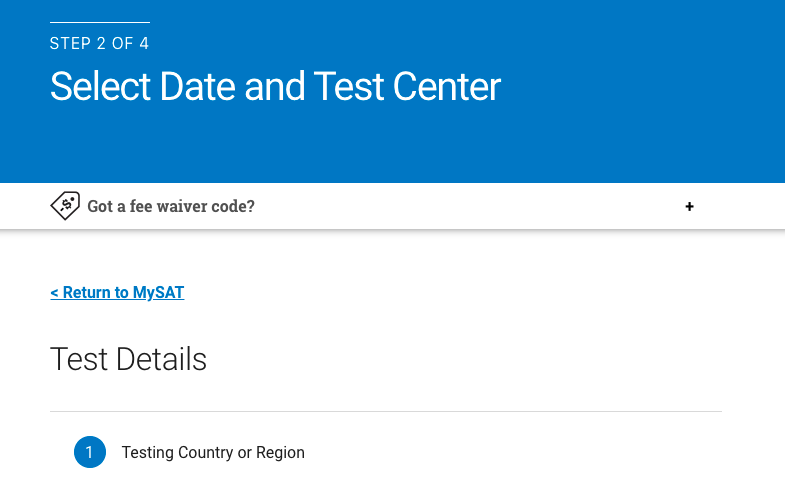 STEP 2 OF 4
Select Date and Test Center
Got a fee waiver code?
+
< Return to MySAT
Test Details
1 Testing Country or Region